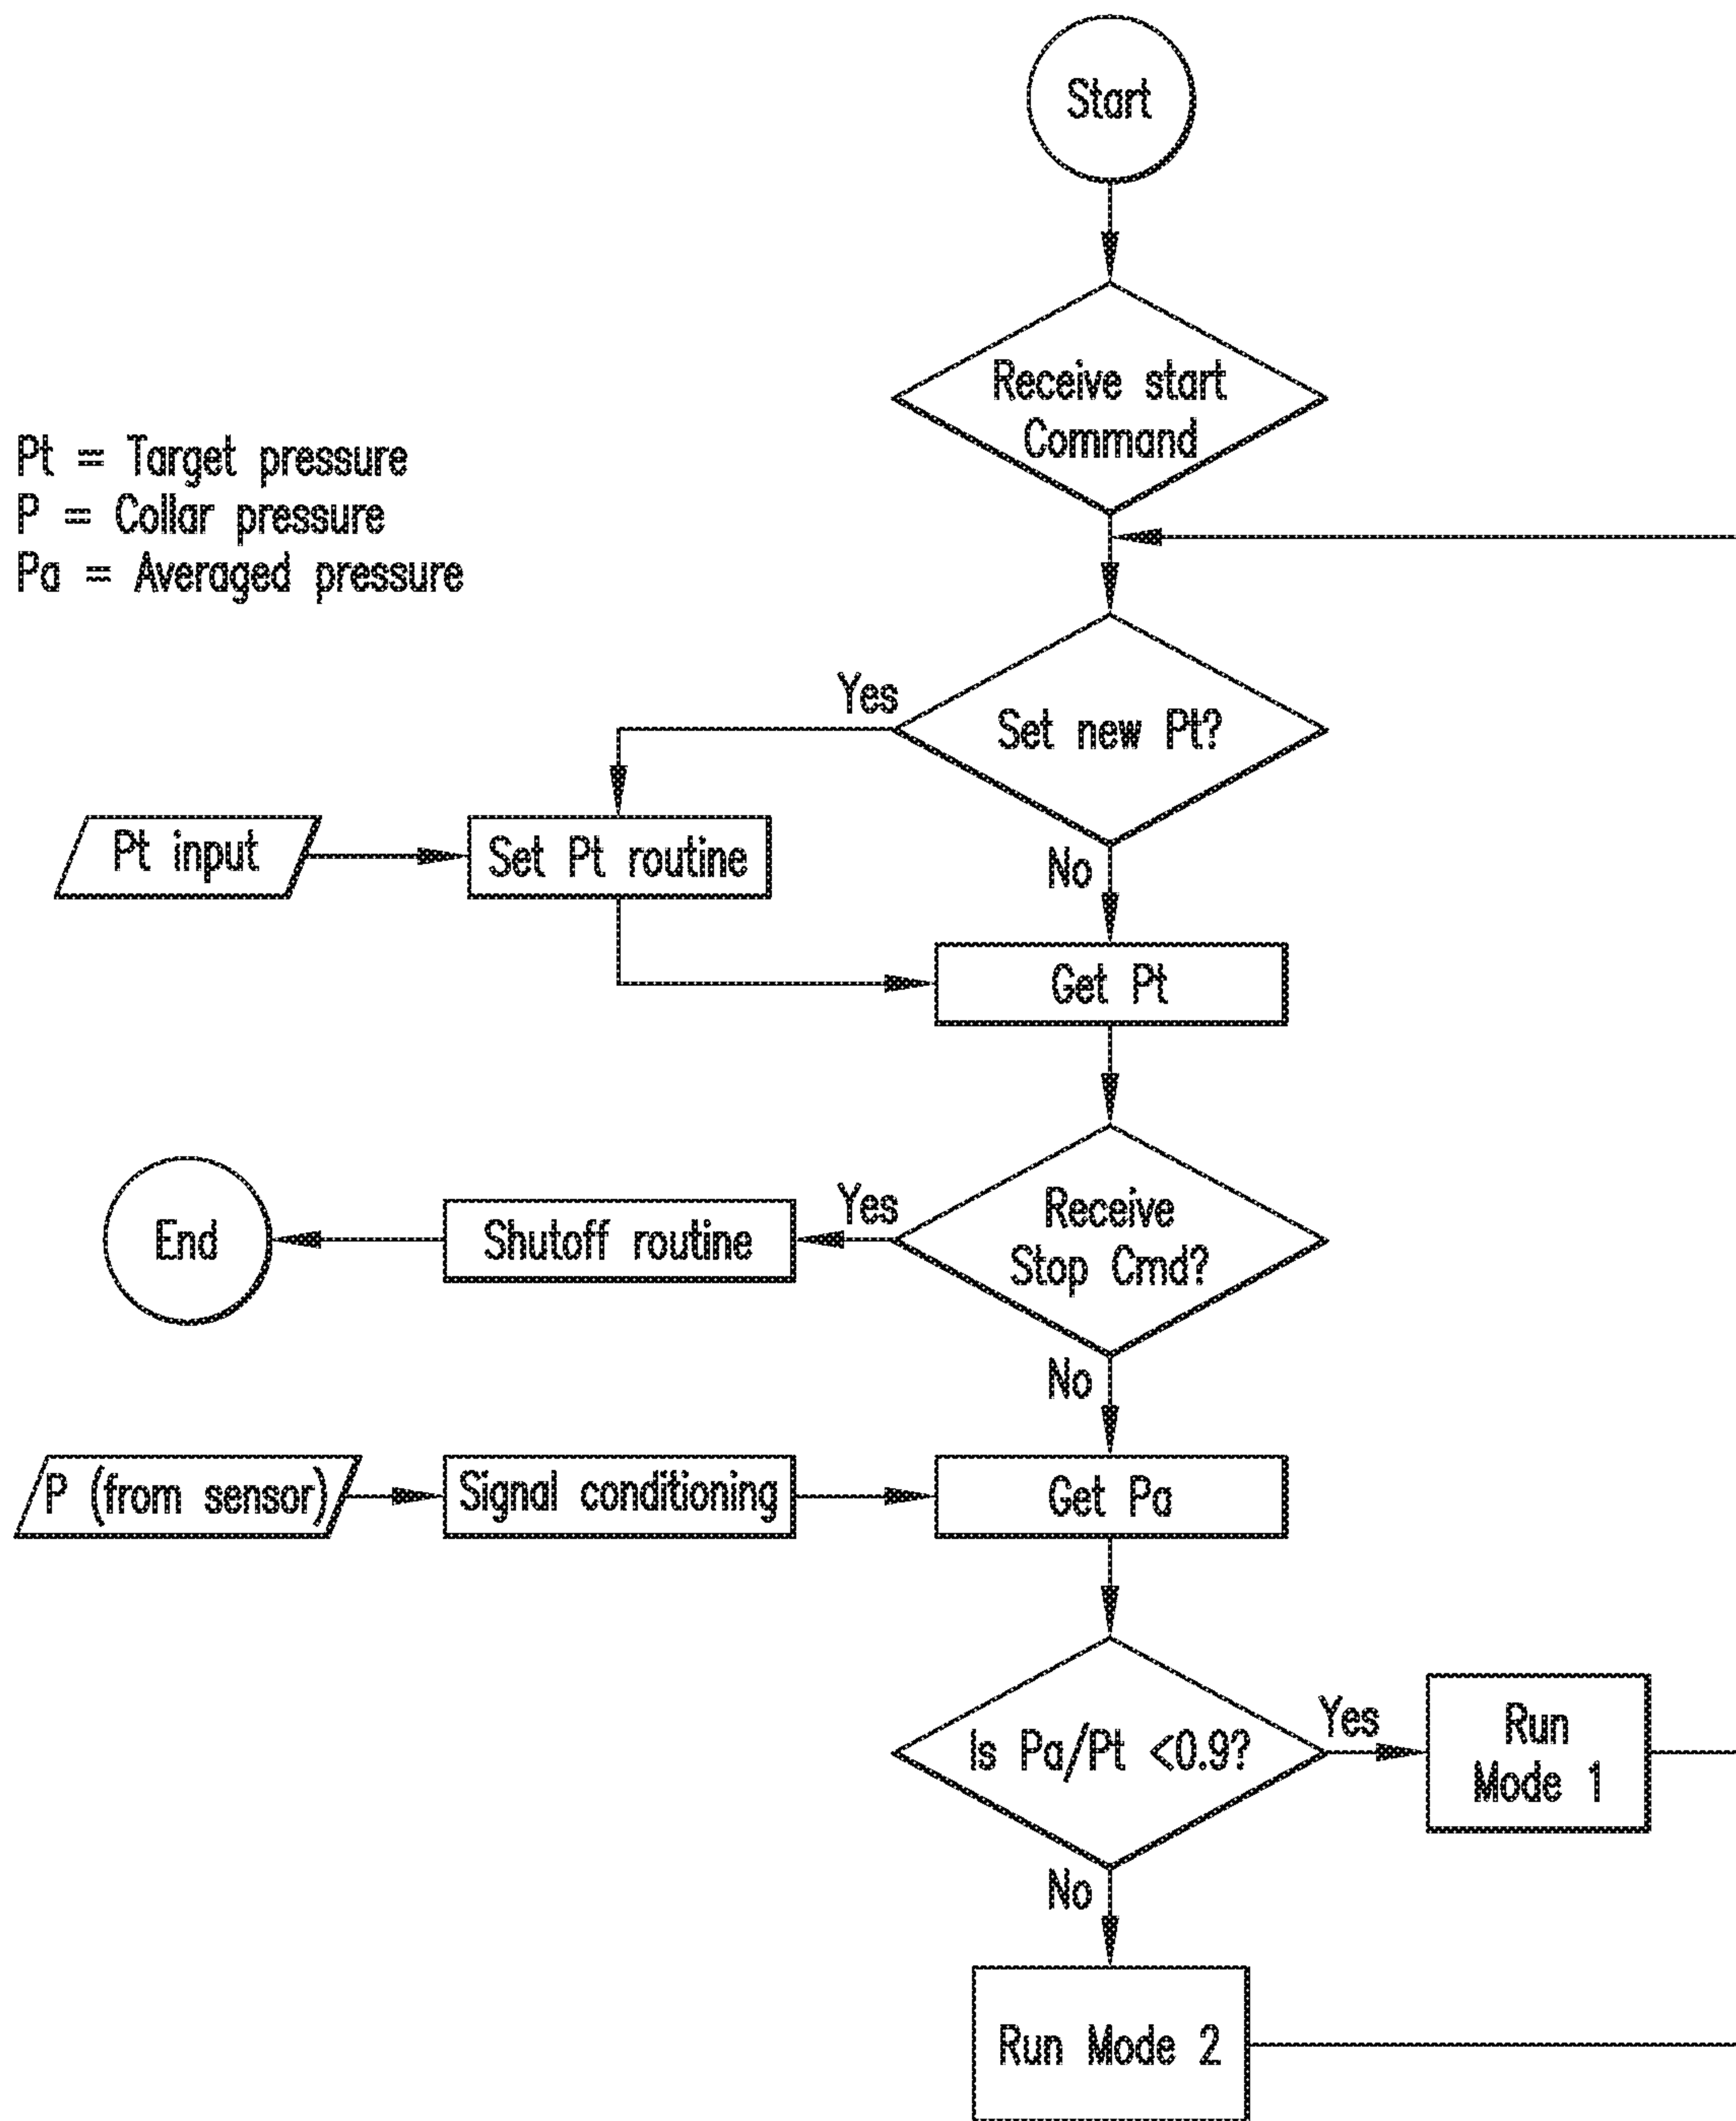 Start
Receive start
Command
Pt = Target pressure
P = Collar pressure
Pa = Averaged pressure
Yes
Set new Pt?
Pt input
Set Pt routine
No
Get Pt
End
Shutoff routine
Yes
Receive
Stop Cmd?
No
P (from sensor)
Signal conditioning
Get Pa
Is Pa/Pt <0.9?
Yes
Run
Mode 1
No
Run Mode 2